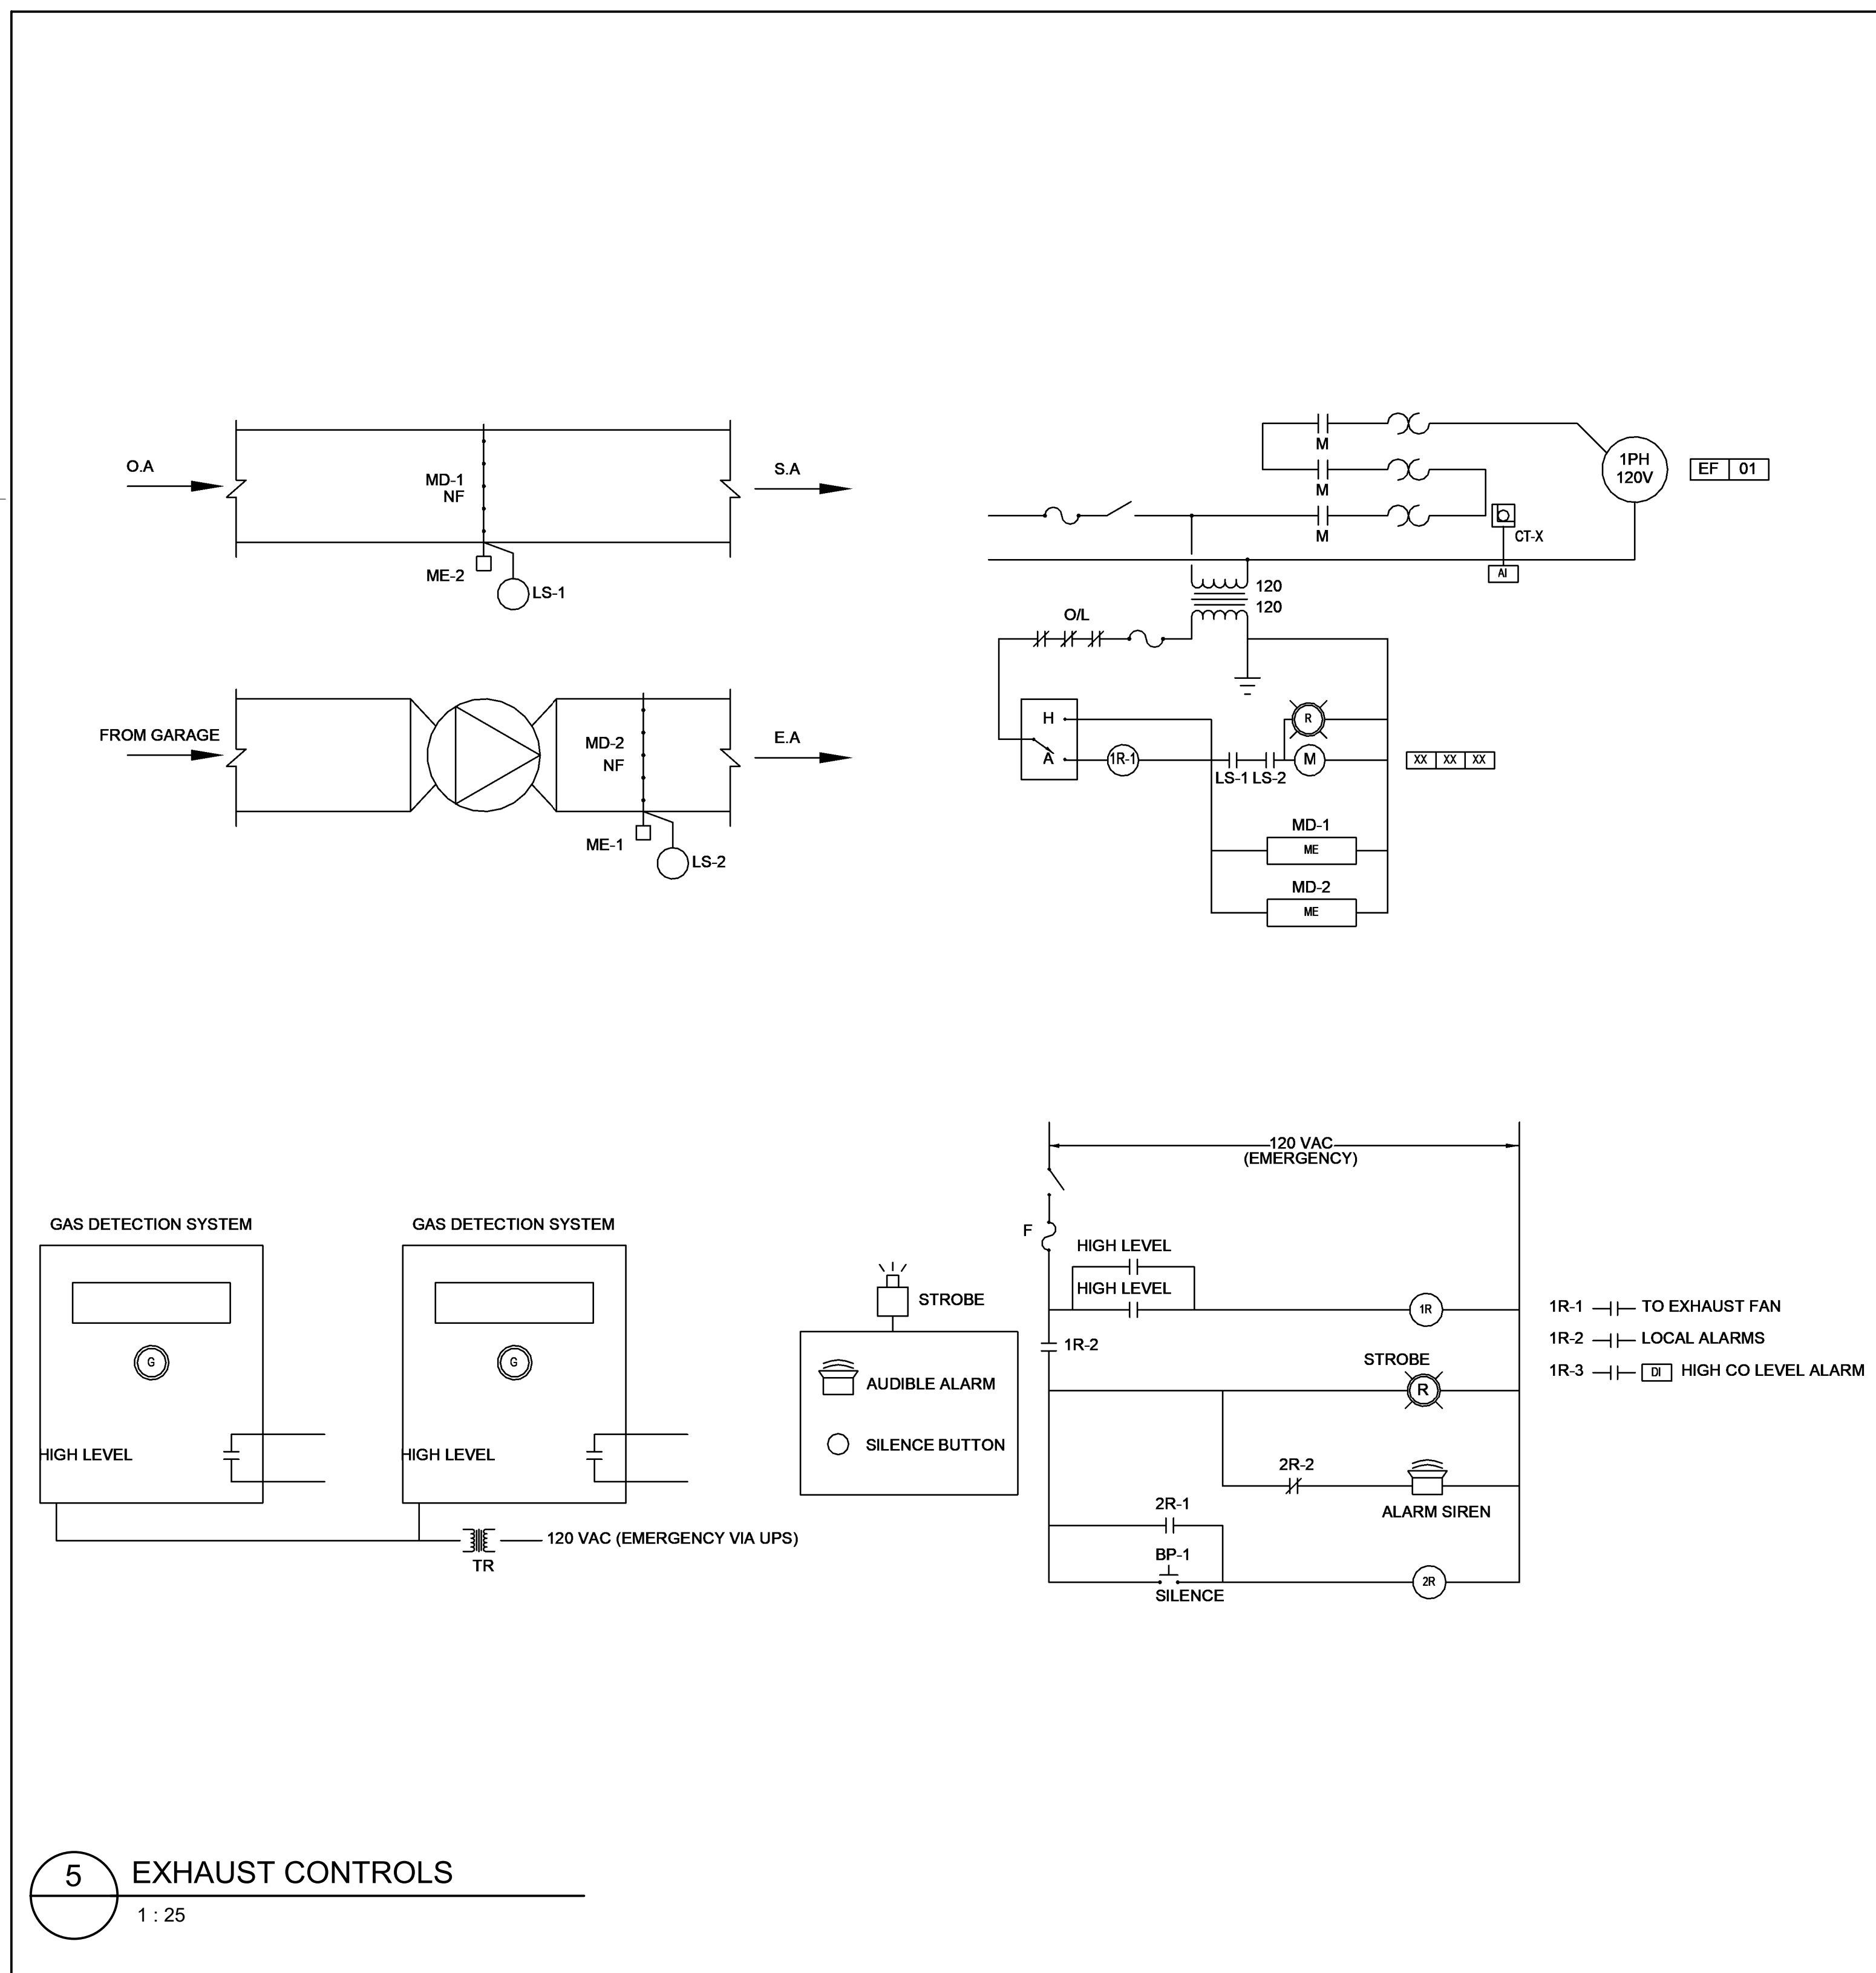 O.A
MD-1
NF
S.A
ME-2
LS-1
FROM GARAGE
MD-2
NF
E.A
ME-1
LS-2
M
M
M
1PH
120V
EF 01
CT-X
AI
120
120
O/L
H
A
1R-1
R
LS-1 LS-2
M
XX XX XX
MD-1
ME
MD-2
ME
GAS DETECTION SYSTEM
G
HIGH LEVEL
GAS DETECTION SYSTEM
G
HIGH LEVEL
TR
120 VAC (EMERGENCY VIA UPS)
STROBE
AUDIBLE ALARM
SILENCE BUTTON
120 VAC
(EMERGENCY)
F
HIGH LEVEL
HIGH LEVEL
1R
1R-2
STROBE
R
2R-2
ALARM SIREN
2R-1
BP-1
SILENCE
2R
1R-1 TO EXHAUST FAN
1R-2 LOCAL ALARMS
1R-3 DI HIGH CO LEVEL ALARM
5 EXHAUST CONTROLS
1 : 25